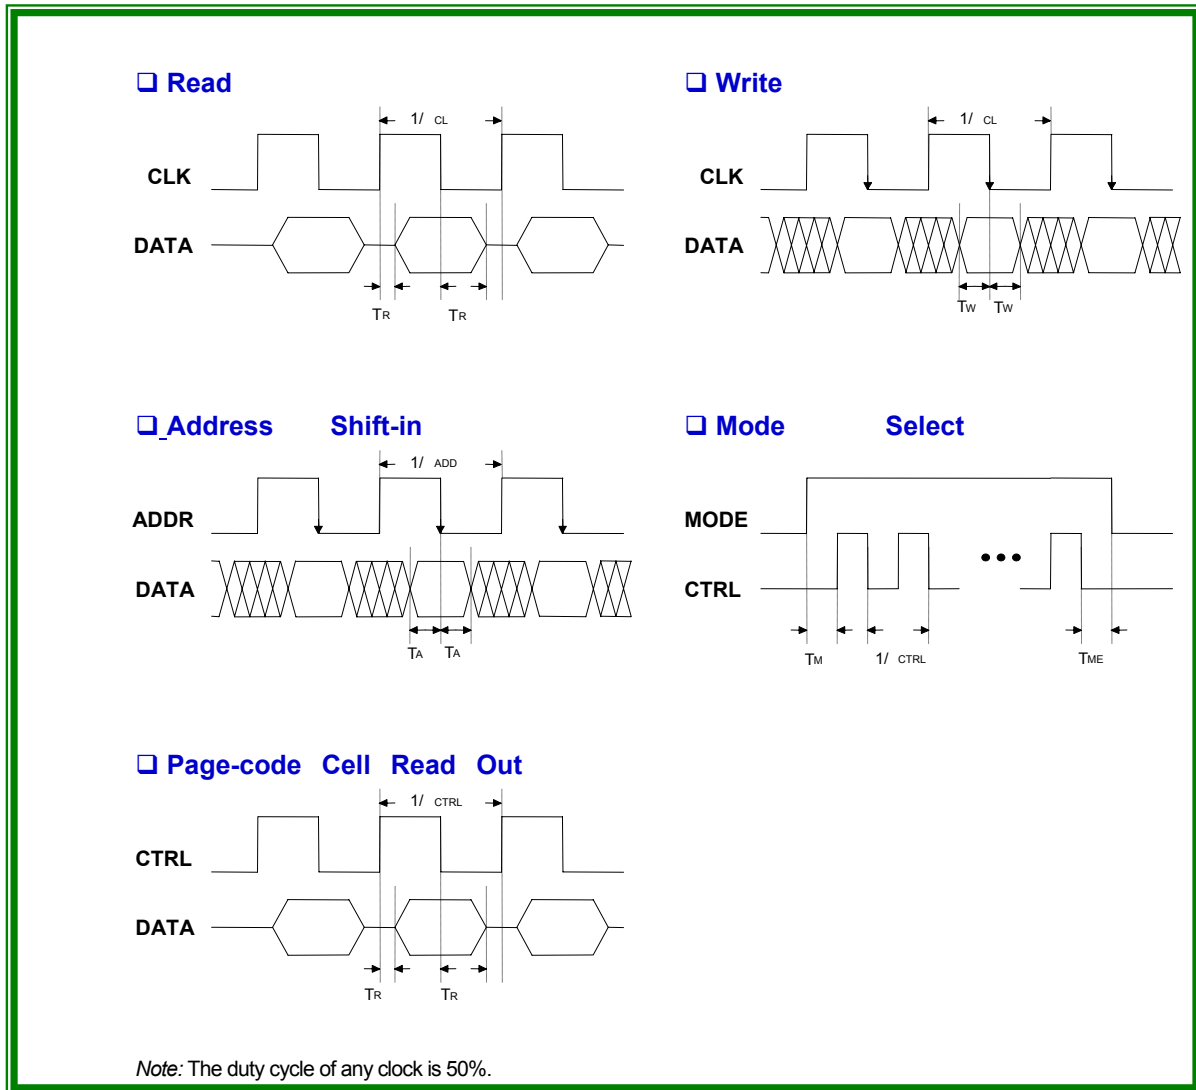 ❑ Read
1/ CL
CLK
DATA
TR TR
❑ Write
1/ CL
CLK
DATA
TW TW
❑ Address Shift-in
1/ ADD
ADDR
DATA
TA TA
❑ Mode Select
MODE
CTRL
TM 1/ CTRL TME
❑ Page-code Cell Read Out
1/ CTRL
CTRL
DATA
TR TR
Note: The duty cycle of any clock is 50%.